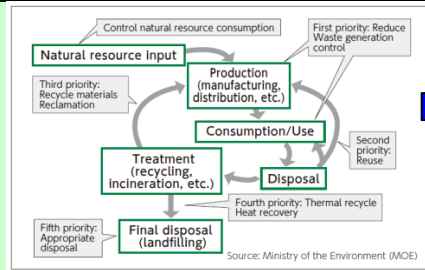 Control natural resource consumption
First priority: Reduce
Waste generation
control
Natural resource input
Production
(manufacturing,
distribution, etc.)
Third priority:
Recycle materials
Reclamation
Consumption/Use
Second
priority:
Reuse
Treatment
(recycling,
incineration, etc.)
Disposal
Fourth priority: Thermal recycle
Heat recovery
Fifth priority:
Appropriate
disposal
Final disposal
(landfilling)
Source: Ministry of the Environment (MOE)